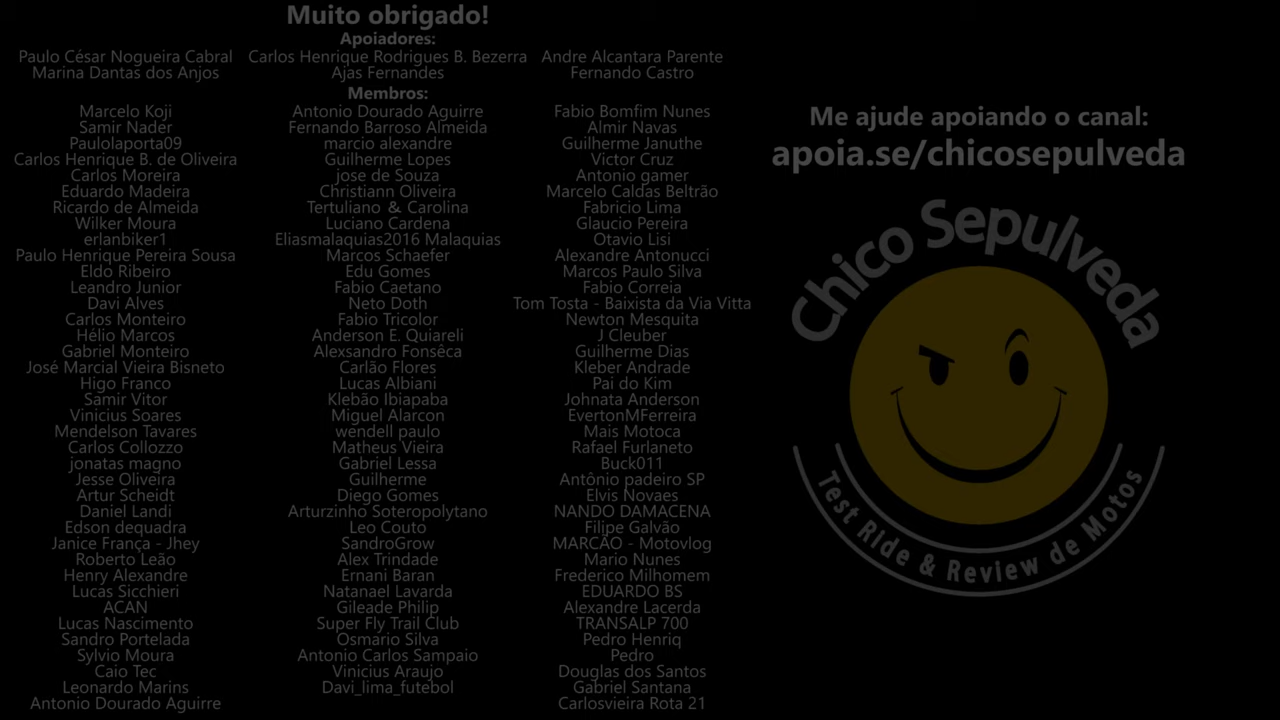 Muito obrigado!
Apoiadores:
Paulo César Nogueira Cabral
Marina Dantas dos Anjos
Carlos Henrique Rodrigues B. Bezerra
Ajas Fernandes
Andre Alcantara Parente
Fernando Castro
Membros:
Marcelo Koji
Samir Nader
Paulolaporta09
Carlos Henrique B. de Oliveira
Carlos Moreira
Eduardo Madeira
Ricardo de Almeida
Wilker Moura
erlanbiker1
Paulo Henrique Pereira Sousa
Eldo Ribeiro
Leandro Junior
Davi Alves
Carlos Monteiro
Hélio Marcos
Gabriel Monteiro
José Marcial Vieira Bisneto
Higo Franco
Samir Vitor
Vinicius Soares
Mendelson Tavares
Carlos Collozzo
jonatas magno
Jesse Oliveira
Artur Scheidt
Daniel Landi
Edson dequadra
Janice França - Jhey
Roberto Leão
Henry Alexandre
Lucas Sicchieri
ACAN
Lucas Nascimento
Sandro Portelada
Sylvio Moura
Caio Tec
Leonardo Marins
Antonio Dourado Aguirre
Antonio Dourado Aguirre
Fernando Barroso Almeida
marcio alexandre
Guilherme Lopes
jose de Souza
Christiann Oliveira
Tertuliano & Carolina
Luciano Cardena
Eliasmalaquias2016 Malaquias
Marcos Schaefer
Edu Gomes
Fabio Caetano
Neto Doth
Fabio Tricolor
Anderson E. Quiareli
Alexsandro Fonsêca
Carlão Flores
Lucas Albiani
Klebão Ibiapaba
Miguel Alarcon
wendell paulo
Matheus Vieira
Gabriel Lessa
Guilherme
Diego Gomes
Arturzinho Soteropolytano
Leo Couto
SandroGrow
Alex Trindade
Ernani Baran
Natanael Lavarda
Gileade Philip
Super Fly Trail Club
Osmario Silva
Antonio Carlos Sampaio
Vinicius Araujo
Davi_lima_futebol
Fabio Bomfim Nunes
Almir Navas
Guilherme Januthe
Victor Cruz
Antonio gamer
Marcelo Caldas Beltrão
Fabricio Lima
Glaucio Pereira
Otavio Lisi
Alexandre Antonucci
Marcos Paulo Silva
Fabio Correia
Tom Tosta - Baixista da Via Vitta
Newton Mesquita
J Cleuber
Guilherme Dias
Kleber Andrade
Pai do Kim
Johnata Anderson
EvertonMFerreira
Mais Motoca
Rafael Furlaneto
Buck011
Antônio padeiro SP
Elvis Novaes
NANDO DAMACENA
Filipe Galvão
MARCÃO - Motovlog
Mario Nunes
Frederico Milhomem
EDUARDO BS
Alexandre Lacerda
TRANSALP 700
Pedro Henriq
Pedro
Douglas dos Santos
Gabriel Santana
Carlosvieira Rota 21
Me ajude apoiando o canal:
apoia.se/chicosepulveda
Chico Sepulveda
Test Ride & Review de Motos